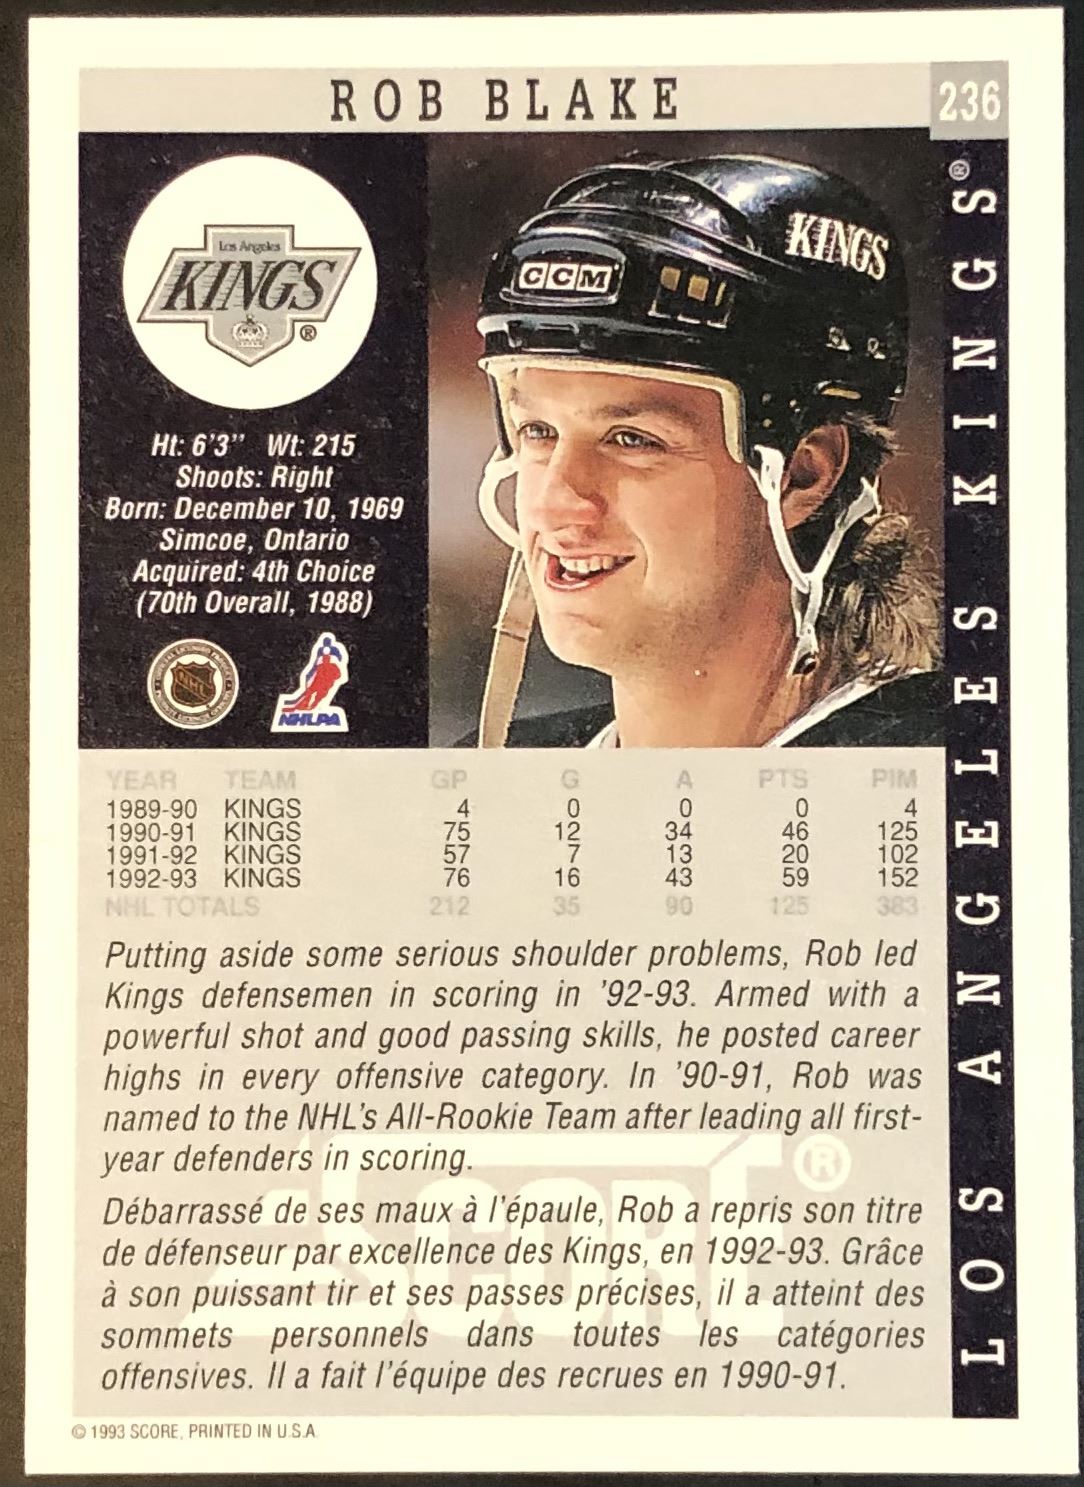 ROB BLAKE
236
Los Angeles
KINGS
®
CCM
KINGS
Ht: 6'3" Wt: 215
Shoots: Right
Born: December 10, 1969
Simcoe, Ontario
Acquired: 4th Choice
(70th Overall, 1988)
NHL
NHLPA
LOS ANGELES KINGS®
YEAR TEAM GP G A PTS PIM
1989-90 KINGS 4 0 0 0 4
1990-91 KINGS 75 12 34 46 125
1991-92 KINGS 57 7 13 20 102
1992-93 KINGS 76 16 43 59 152
NHL TOTALS 212 35 90 125 383
Putting aside some serious shoulder problems, Rob led
Kings defensemen in scoring in '92-93. Armed with a
powerful shot and good passing skills, he posted career
highs in every offensive category. In '90-91, Rob was
named to the NHL's All-Rookie Team after leading all first-
year defenders in scoring.
SCORE®
Débarrassé de ses maux à l'épaule, Rob a repris son titre
de défenseur par excellence des Kings, en 1992-93. Grâce
à son puissant tir et ses passes précises, il a atteint des
sommets personnels dans toutes les catégories
offensives. Il a fait l'équipe des recrues en 1990-91.
© 1993 SCORE, PRINTED IN U.S.A.